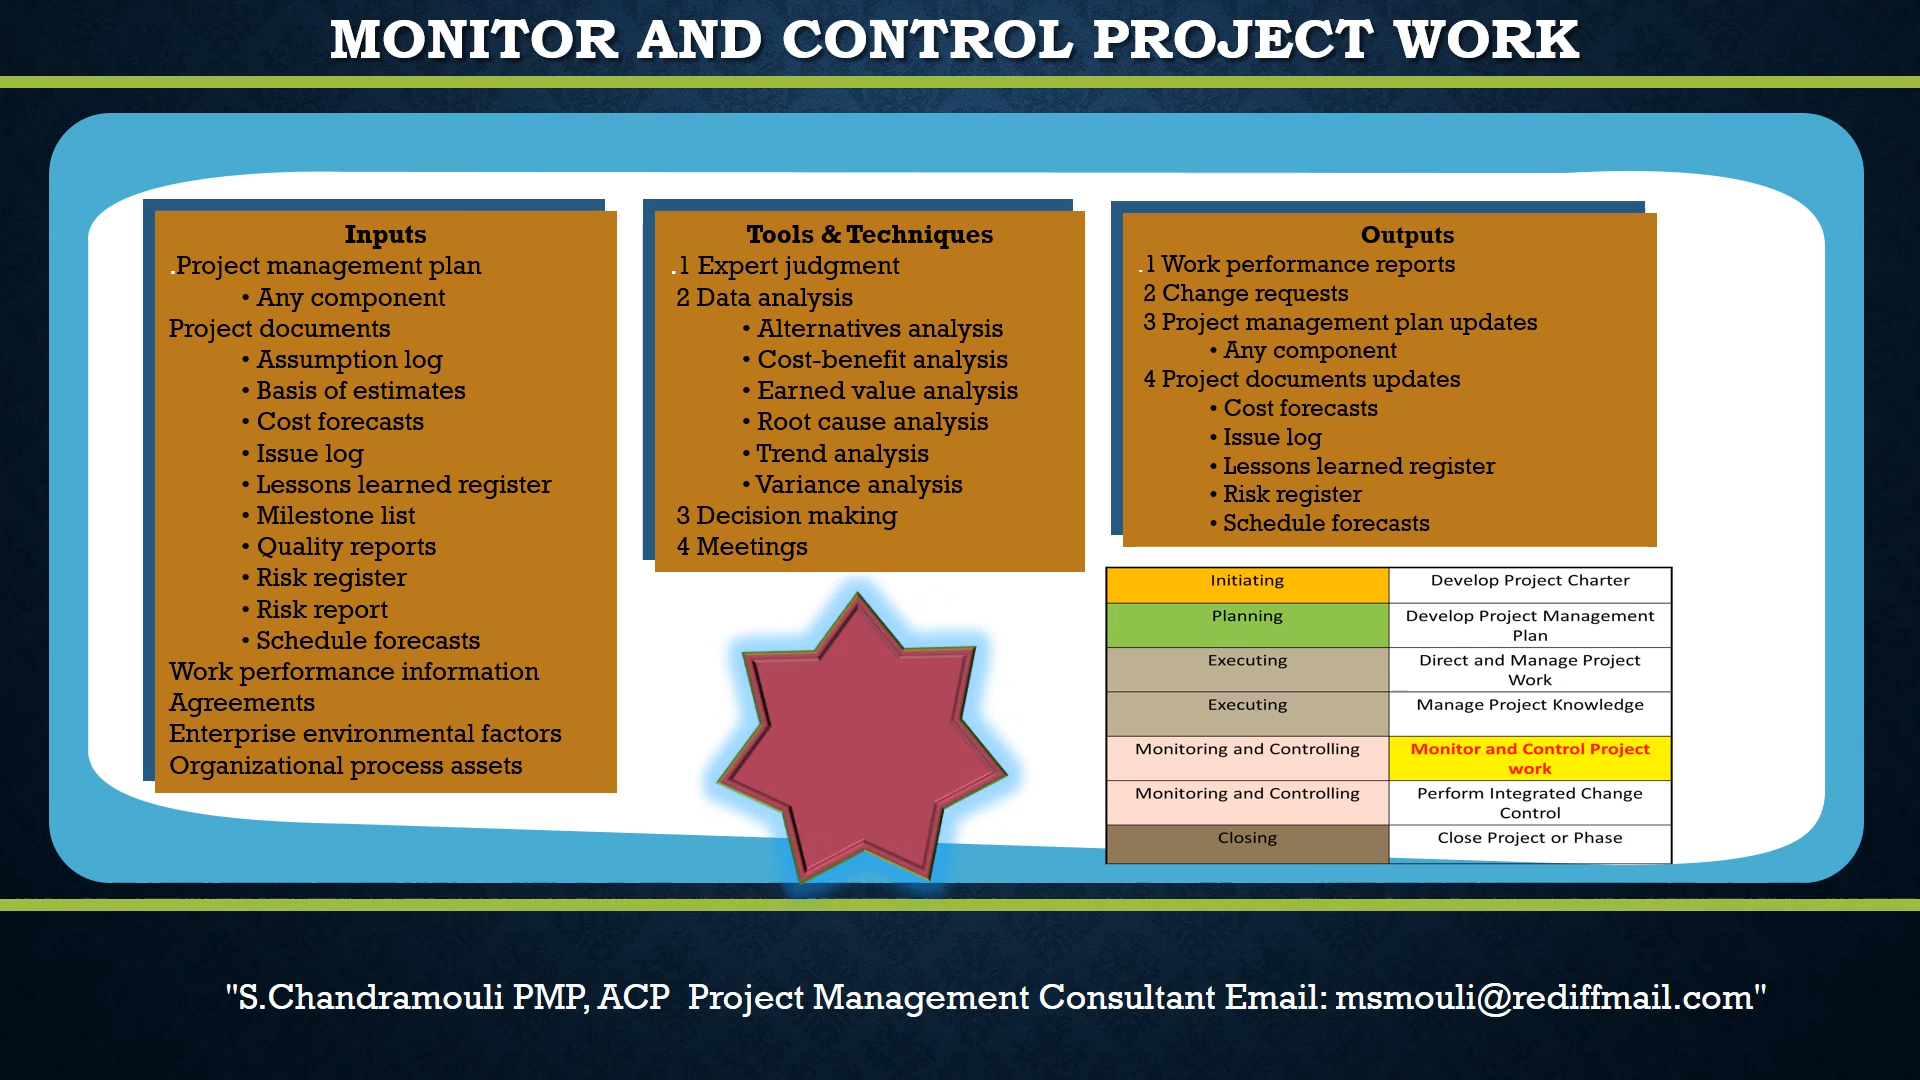 MONITOR AND CONTROL PROJECT WORK
Inputs
.Project management plan
• Any component
Project documents
• Assumption log
• Basis of estimates
• Cost forecasts
• Issue log
• Lessons learned register
• Milestone list
• Quality reports
• Risk register
• Risk report
• Schedule forecasts
Work performance information
Agreements
Enterprise environmental factors
Organizational process assets
Tools & Techniques
.1 Expert judgment
2 Data analysis
• Alternatives analysis
• Cost-benefit analysis
• Earned value analysis
• Root cause analysis
• Trend analysis
• Variance analysis
3 Decision making
4 Meetings
Outputs
.1 Work performance reports
2 Change requests
3 Project management plan updates
• Any component
4 Project documents updates
• Cost forecasts
• Issue log
• Lessons learned register
• Risk register
• Schedule forecasts
Initiating
Develop Project Charter
Planning
Develop Project Management
Plan
Executing
Direct and Manage Project
Work
Executing
Manage Project Knowledge
Monitoring and Controlling
Monitor and Control Project
work
Monitoring and Controlling
Perform Integrated Change
Control
Closing
Close Project or Phase
"S.Chandramouli PMP, ACP  Project Management Consultant Email: msmouli@rediffmail.com"